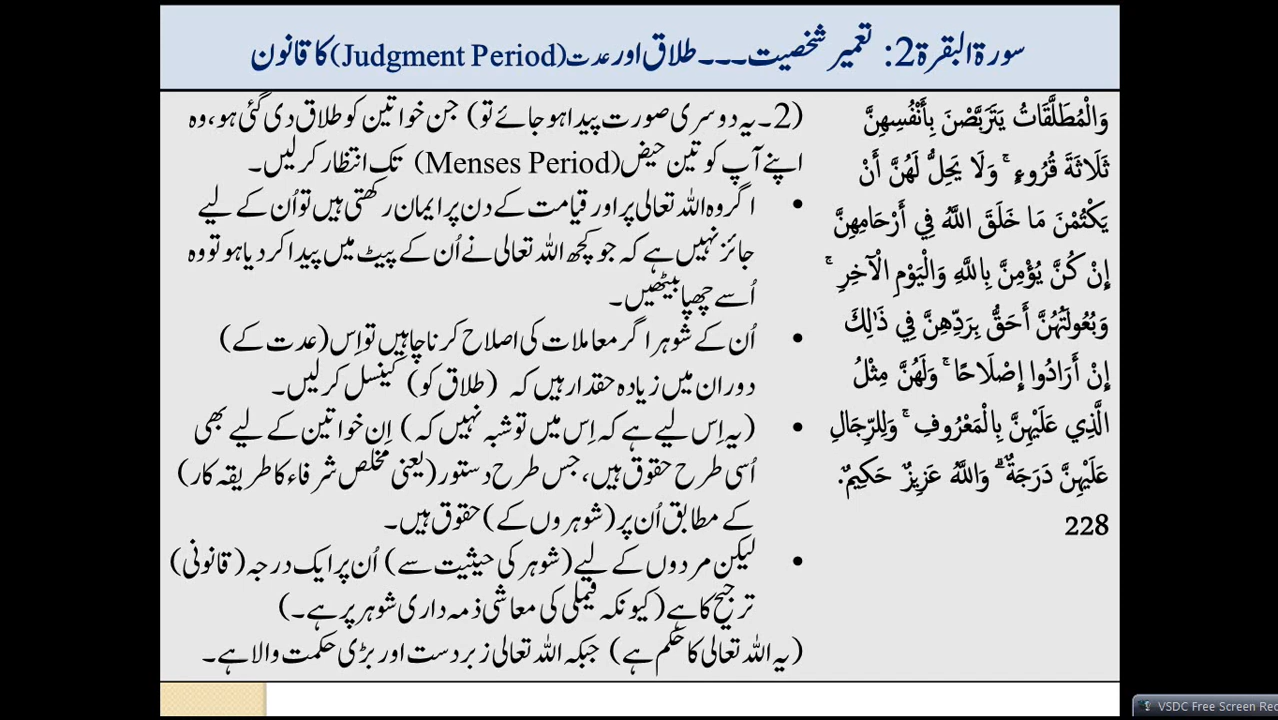 سورۃ البقرۃ 2: تعمیر شخصیت۔۔۔ طلاق اور عدت (Judgment Period) کا قانون
وَالْمُطَلَّقَاتُ يَتَرَبَّصْنَ بِأَنْفُسِهِنَّ
ثَلَاثَةَ قُرُوءٍ ۚ وَلَا يَحِلُّ لَهُنَّ أَنْ
يَكْتُمْنَ مَا خَلَقَ اللَّهُ فِي أَرْحَامِهِنَّ
إِنْ كُنَّ يُؤْمِنَّ بِاللَّهِ وَالْيَوْمِ الْآخِرِ ۚ
وَبُعُولَتُهُنَّ أَحَقُّ بِرَدِّهِنَّ فِي ذَٰلِكَ
إِنْ أَرَادُوا إِصْلَاحًا ۚ وَلَهُنَّ مِثْلُ
الَّذِي عَلَيْهِنَّ بِالْمَعْرُوفِ ۚ وَلِلرِّجَالِ
عَلَيْهِنَّ دَرَجَةٌ ۗ وَاللَّهُ عَزِيزٌ حَكِيمٌ.
228
(2۔ یہ دوسری صورت پیدا ہو جائے تو) جن خواتین کو طلاق دی گئی ہو، وہ
اپنے آپ کو تین حیض (Menses Period) تک انتظار کر لیں۔
• اگر وہ اللہ تعالی پر اور قیامت کے دن پر ایمان رکھتی ہیں تو اُن کے لیے
جائز نہیں ہے کہ جو کچھ اللہ تعالی نے اُن کے پیٹ میں پیدا کر دیا ہو تو وہ
اُسے چھپا بیٹھیں۔
• اُن کے شوہر اگر معاملات کی اصلاح کرنا چاہیں تو اِس (عدت کے)
دوران میں زیادہ حقدار ہیں کہ (طلاق کو) کینسل کر لیں۔
• (یہ اِس لیے ہے کہ اِس میں تو شبہ نہیں کہ) اِن خواتین کے لیے بھی
اُسی طرح حقوق ہیں، جس طرح دستور (یعنی مخلص شرفاء کا طریقہ کار)
کے مطابق اُن پر (شوہروں کے) حقوق ہیں۔
• لیکن مردوں کے لیے (شوہر کی حیثیت سے) اُن پر ایک درجہ (قانونی)
ترجیح کا ہے (کیونکہ فیملی کی معاشی ذمہ داری شوہر پر ہے۔)
(یہ اللہ تعالی کا حکم ہے) جبکہ اللہ تعالی زبردست اور بڑی حکمت والا ہے۔
VSDC Free Screen Rec